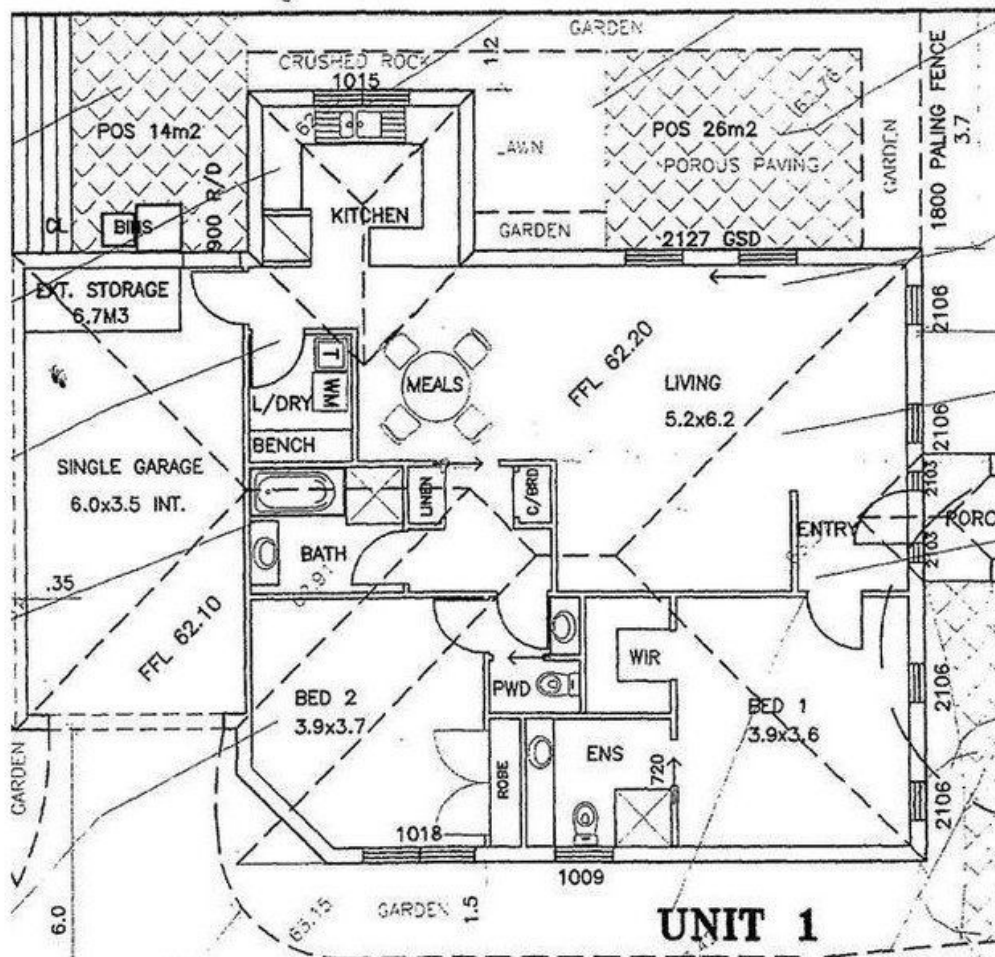 GARDEN
CRUSHED ROCK
1.2
1015
POS 14m2
62
LAWN
POS 26m2
POROUS PAVING
GARDEN
1800 PALING FENCE
3.7
CL
BINS
900 R/D
KITCHEN
GARDEN
2127 GSD
EXT. STORAGE
6.7M3
2106
MEALS
FFL 62.20
LIVING
5.2x6.2
T
WM
L/DRY
BENCH
2106
SINGLE GARAGE
6.0x3.5 INT.
LINEN
C/BRD
2103
ENTRY
PORC
BATH
2103
.35
FFL 62.10
BED 2
3.9x3.7
PWD
WIR
BED 1
3.9x3.6
2106
GARDEN
ROBE
ENS
720
2106
1018
1009
6.0
65.15
GARDEN
1.5
UNIT 1